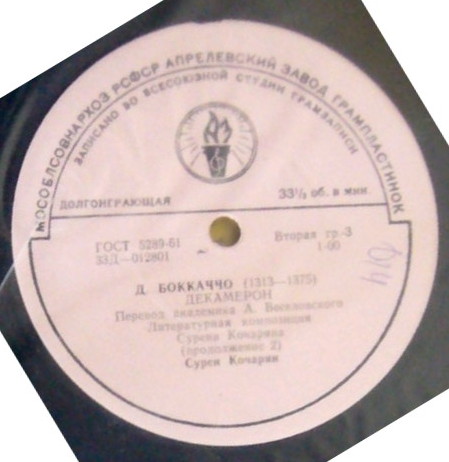 МОСОБЛСОВНАРХОЗ РСФСР АПРЕЛЕВСКИЙ ЗАВОД ГРАМПЛАСТИНОК
ЗАПИСАНО ВО ВСЕСОЮЗНОЙ СТУДИИ ГРАМЗАПИСИ
ДОЛГОИГРАЮЩАЯ
33⅓ об. в мин.
ГОСТ 5289-61
33Д—012801
Вторая гр.-3
1-00
Д. БОККАЧЧО (1313—1375)
ДЕКАМЕРОН
Перевод академика А. Веселовского
Литературная композиция
Сурена Кочаряна
(продолжение 2)
Сурен Кочарян